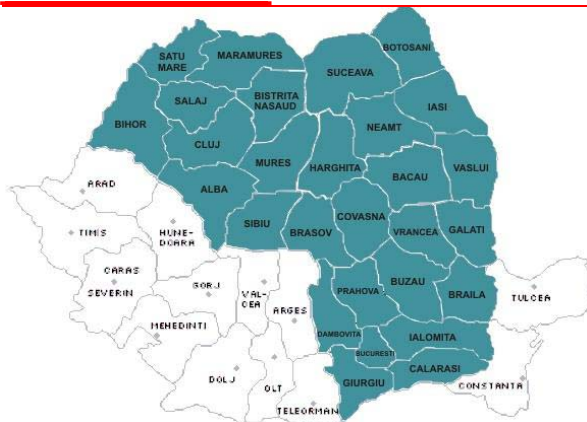 BOTOSANI
SATU
MARE
MARAMURES
SUCEAVA
BISTRITA
NASAUD
SALAJ
IASI
BIHOR
NEAMT
CLUJ
MURES
HARGHITA
VASLUI
BACAU
ARAD
ALBA
COVASNA
SIBIU
BRASOV
VRANCEA
GALATI
TIMIS
HUNE-
DOARA
CARAS
SEVERIN
BUZAU
PRAHOVA
BRAILA
GORJ
VAL-
CEA
TULCEA
ARGES
MEHEDINTI
DAMBOVITA
IALOMITA
BUCURESTI
CALARASI
DOLJ
OLT
GIURGIU
CONSTANTA
TELEORMAN